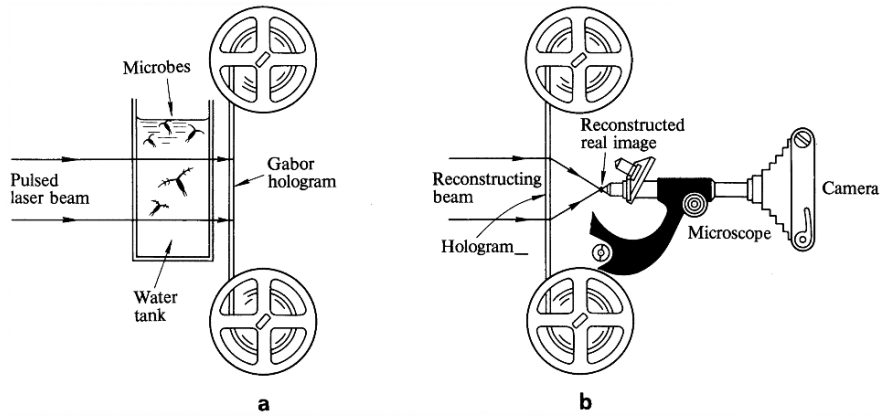 Microbes
Pulsed
laser beam
Gabor
hologram
Water
tank
a
Reconstructed
real image
Reconstructing
beam
Hologram_
Microscope
Camera
b